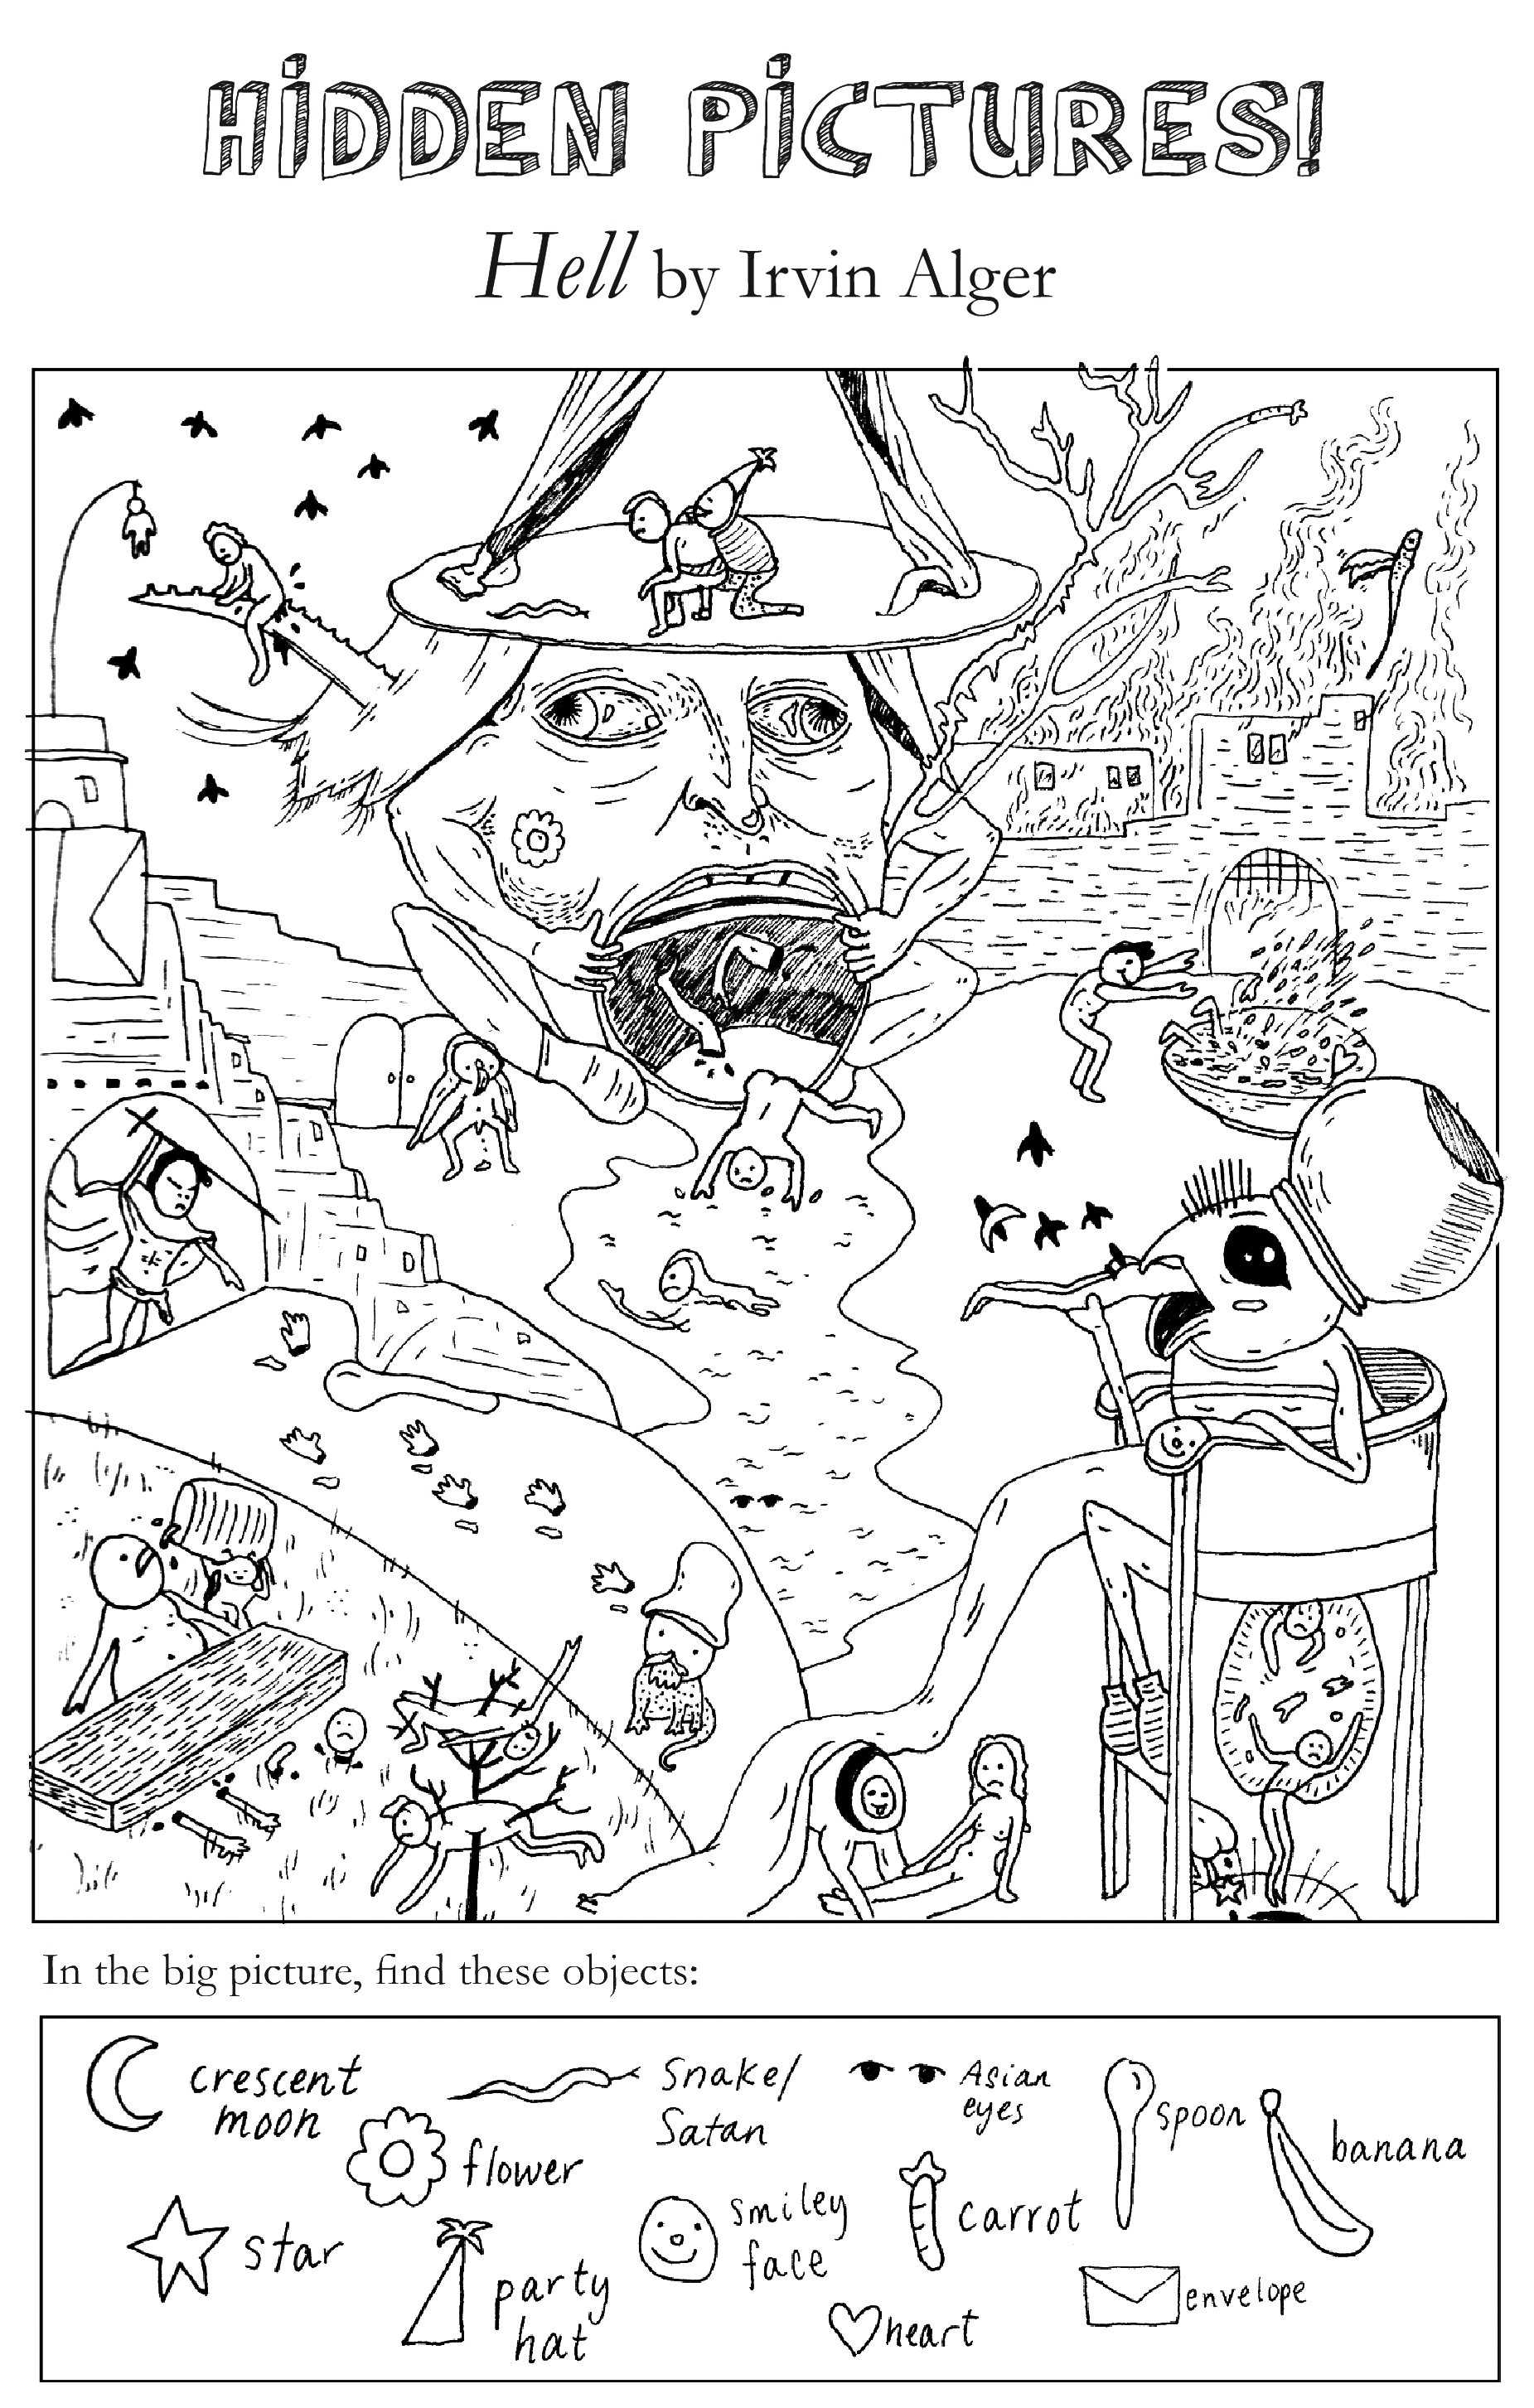 HiDDEN PiCTURES!
Hell by Irvin Alger
In the big picture, find these objects:
crescent
moon
Snake/
Satan
Asian
eyes
spoon
banana
flower
star
party
hat
smiley
face
carrot
heart
envelope